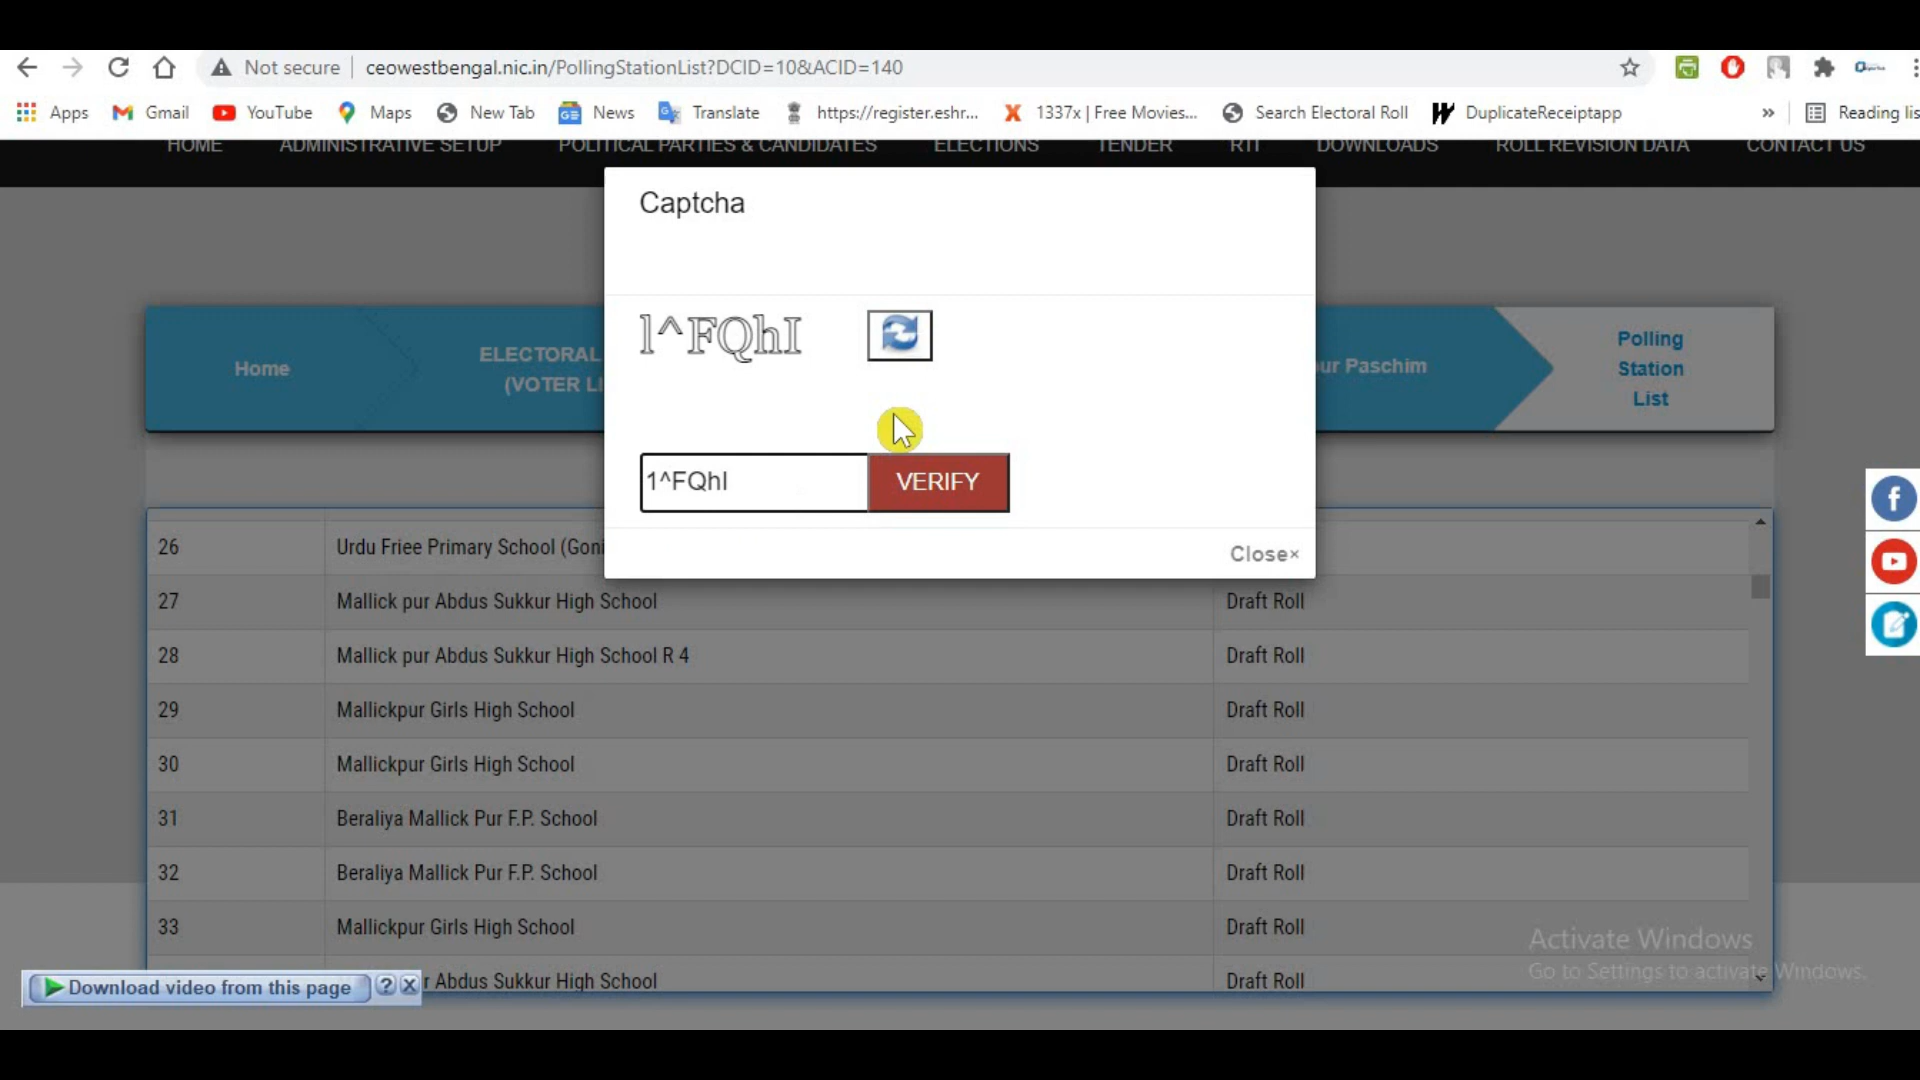 Not secure
ceowestbengal.nic.in/PollingStationList?DCID=10&ACID=140
Apps
Gmail
YouTube
Maps
New Tab
News
Translate
https://register.eshr...
1337x | Free Movies...
Search Electoral Roll
DuplicateReceiptapp
»
Reading lis
HOME
ADMINISTRATIVE SETUP
POLITICAL PARTIES & CANDIDATES
ELECTIONS
TENDER
RTI
DOWNLOADS
ROLL REVISION DATA
CONTACT US
Captcha
l^FQhI
Home
ELECTORAL
(VOTER LI
ur Paschim
Polling
Station
List
1^FQhI
VERIFY
Close×
26 Urdu Friee Primary School (Goni
27 Mallick pur Abdus Sukkur High School Draft Roll
28 Mallick pur Abdus Sukkur High School R 4 Draft Roll
29 Mallickpur Girls High School Draft Roll
30 Mallickpur Girls High School Draft Roll
31 Beraliya Mallick Pur F.P. School Draft Roll
32 Beraliya Mallick Pur F.P. School Draft Roll
33 Mallickpur Girls High School Draft Roll
r Abdus Sukkur High School Draft Roll
Activate Windows
Go to Settings to activate Windows.
Download video from this page